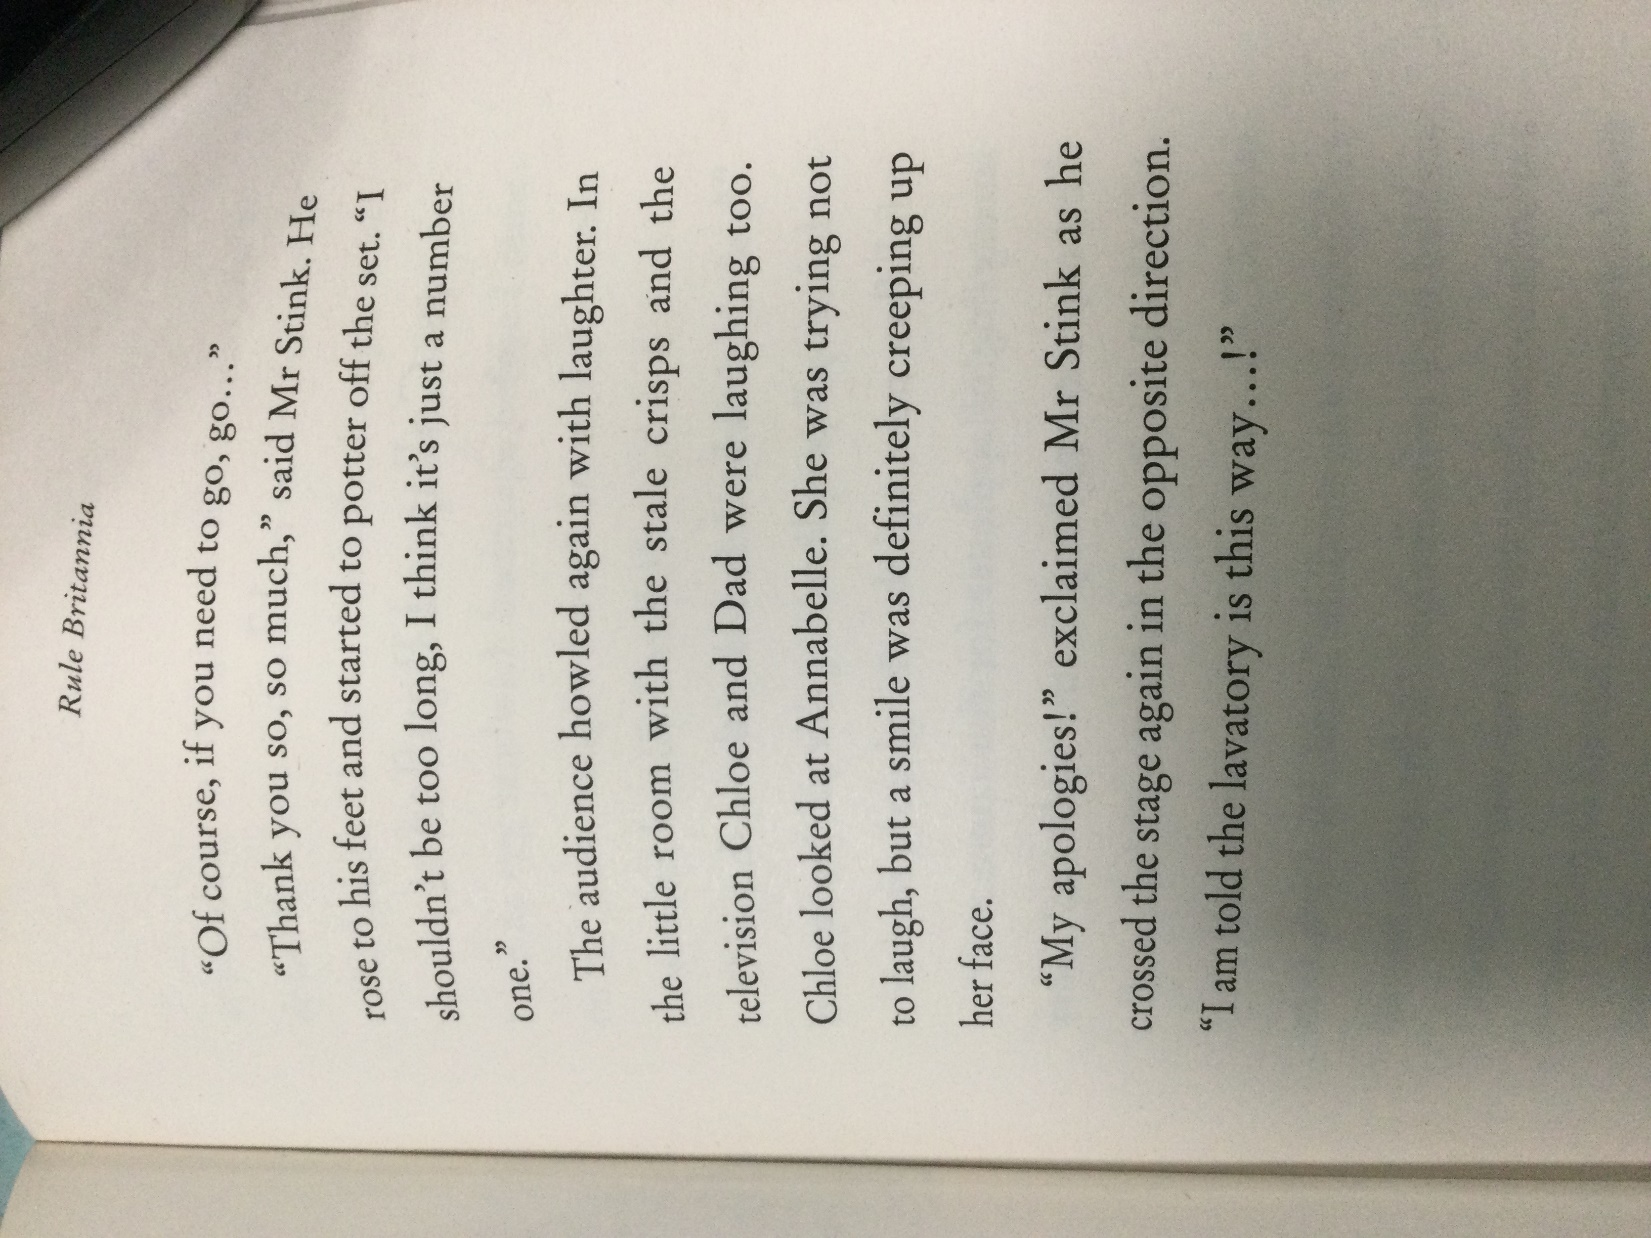 Rule Britannia
“Of course, if you need to go, go…”
“Thank you so, so much,” said Mr Stink. He
rose to his feet and started to potter off the set. “I
shouldn’t be too long, I think it’s just a number
one.”
The audience howled again with laughter. In
the little room with the stale crisps and the
television Chloe and Dad were laughing too.
Chloe looked at Annabelle. She was trying not
to laugh, but a smile was definitely creeping up
her face.
“My apologies!” exclaimed Mr Stink as he
crossed the stage again in the opposite direction.
“I am told the lavatory is this way…!”